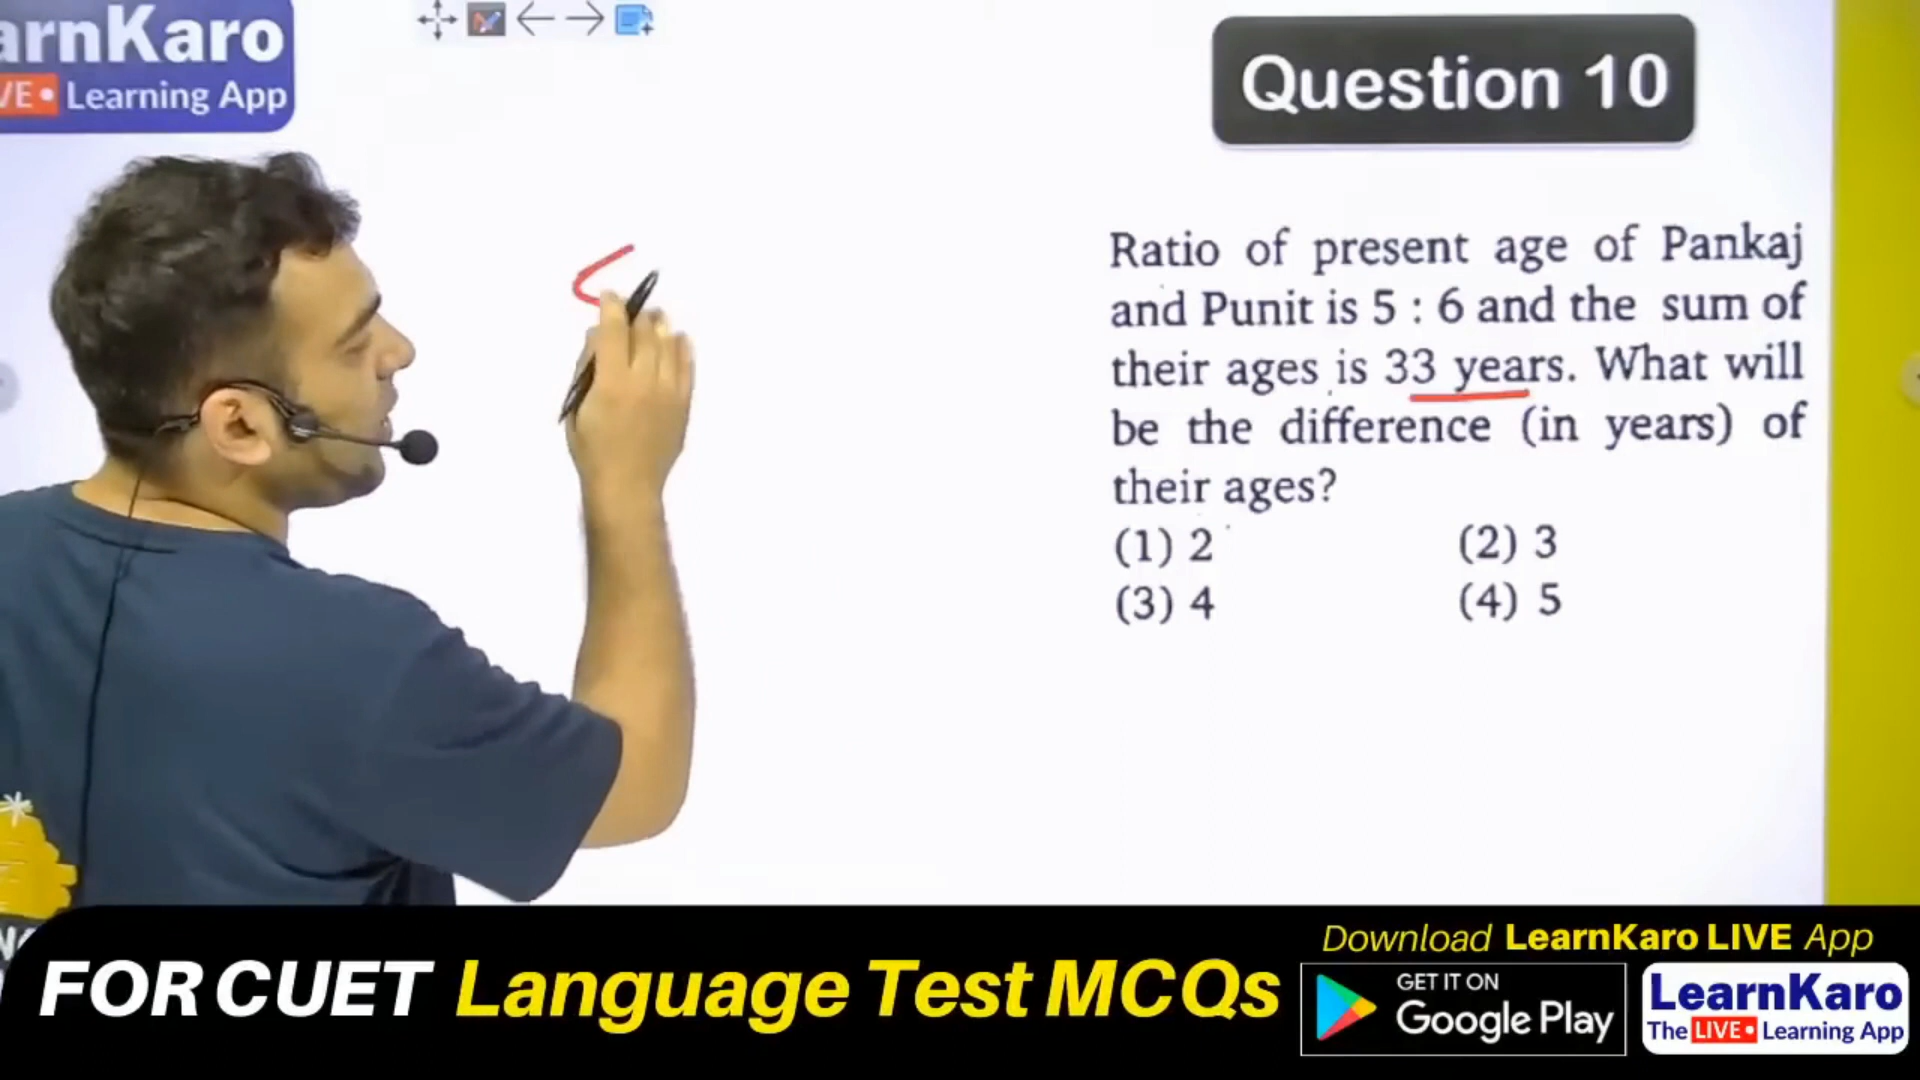 arnKaro
VE• Learning App
Question 10
Ratio of present age of Pankaj
and Punit is 5 : 6 and the sum of
their ages is 33 years. What will
be the difference (in years) of
their ages?
(1) 2 (2) 3
(3) 4 (4) 5
FOR CUET Language Test MCQs
Download LearnKaro LIVE App
GET IT ON
Google Play
LearnKaro
The LIVE• Learning App